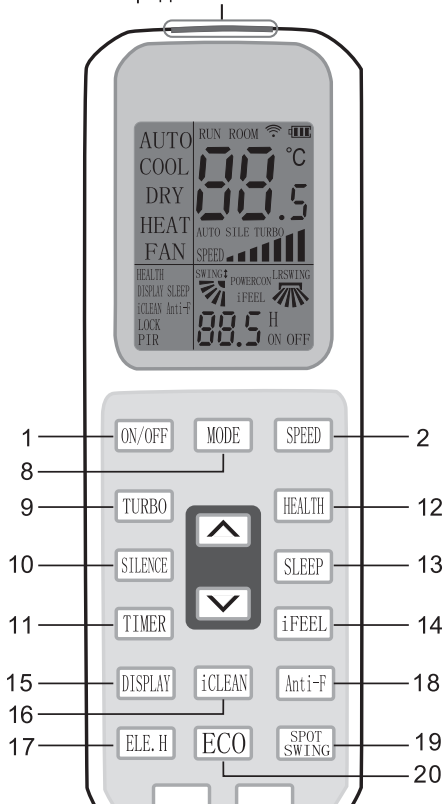 AUTO
COOL
DRY
HEAT
FAN
RUN ROOM
88.5 °C
AUTO SILE TURBO
SPEED
HEALTH
DISPLAY SLEEP
iCLEAN Anti-F
LOCK
PIR
SWING
POWERCON
iFEEL
LRSWING
88.5 H
ON OFF
1 ON/OFF MODE SPEED 2
8
9 TURBO HEALTH 12
10 SILENCE SLEEP 13
11 TIMER iFEEL 14
15 DISPLAY iCLEAN Anti-F 18
16
17 ELE.H ECO SPOT SWING 19
20